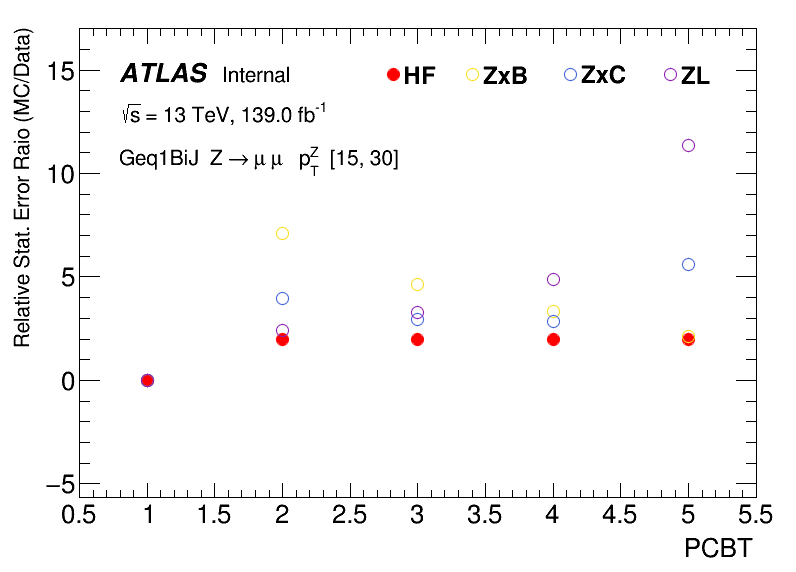 Relative Stat. Error Raio (MC/Data)
15
10
5
0
−5
ATLAS Internal
HF ZxB ZxC ZL
√s = 13 TeV, 139.0 fb⁻¹
Geq1BiJ Z → μ μ p_T^Z [15, 30]
0.5 1 1.5 2 2.5 3 3.5 4 4.5 5 5.5
PCBT